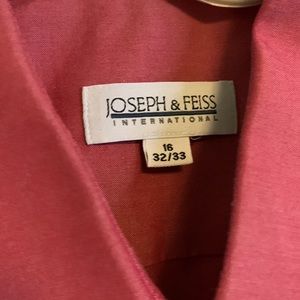 JOSEPH & FEISS
INTERNATIONAL
16
32/33